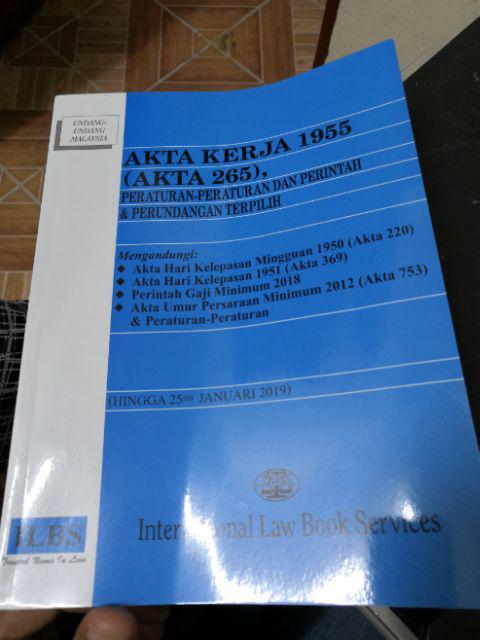 UNDANG-
UNDANG
MALAYSIA
AKTA KERJA 1955
(AKTA 265),
PERATURAN-PERATURAN DAN PERINTAH
& PERUNDANGAN TERPILIH
Mengandungi:
◆ Akta Hari Kelepasan Mingguan 1950 (Akta 220)
◆ Akta Hari Kelepasan 1951 (Akta 369)
◆ Perintah Gaji Minimum 2018
◆ Akta Umur Persaraan Minimum 2012 (Akta 753)
& Peraturan-Peraturan
(HINGGA 25HB JANUARI 2019)
International Law Book Services
ILBS
Trusted Name In Law